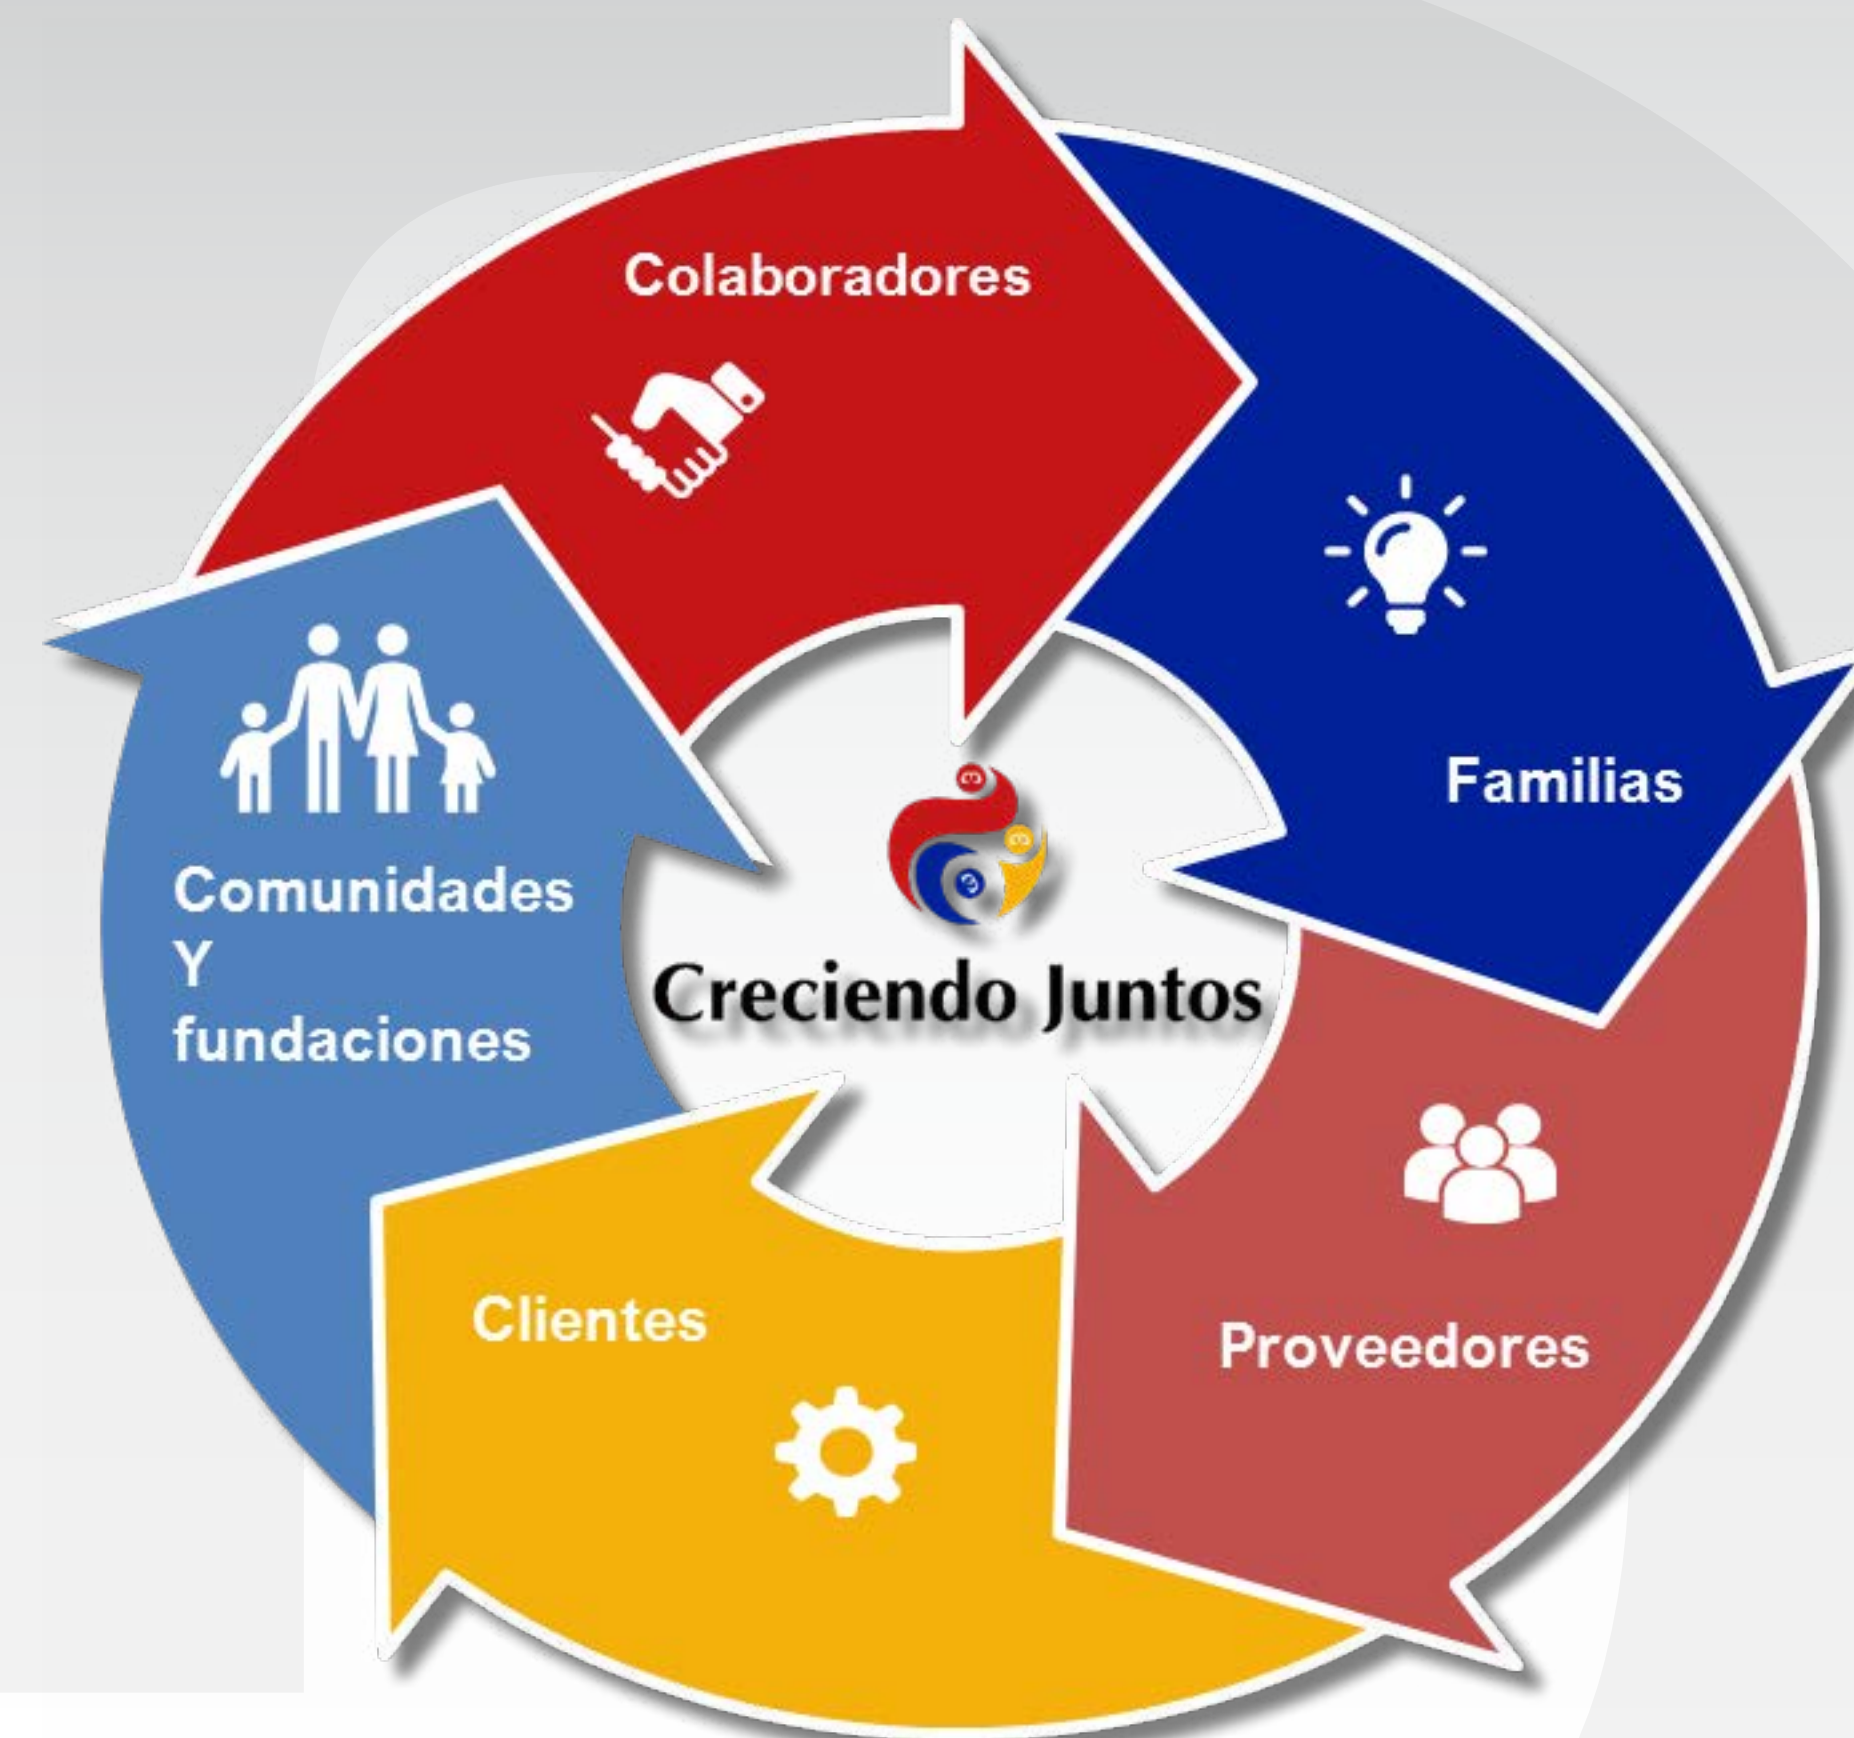 Colaboradores
Familias
Comunidades
Y
fundaciones
Creciendo Juntos
Clientes
Proveedores